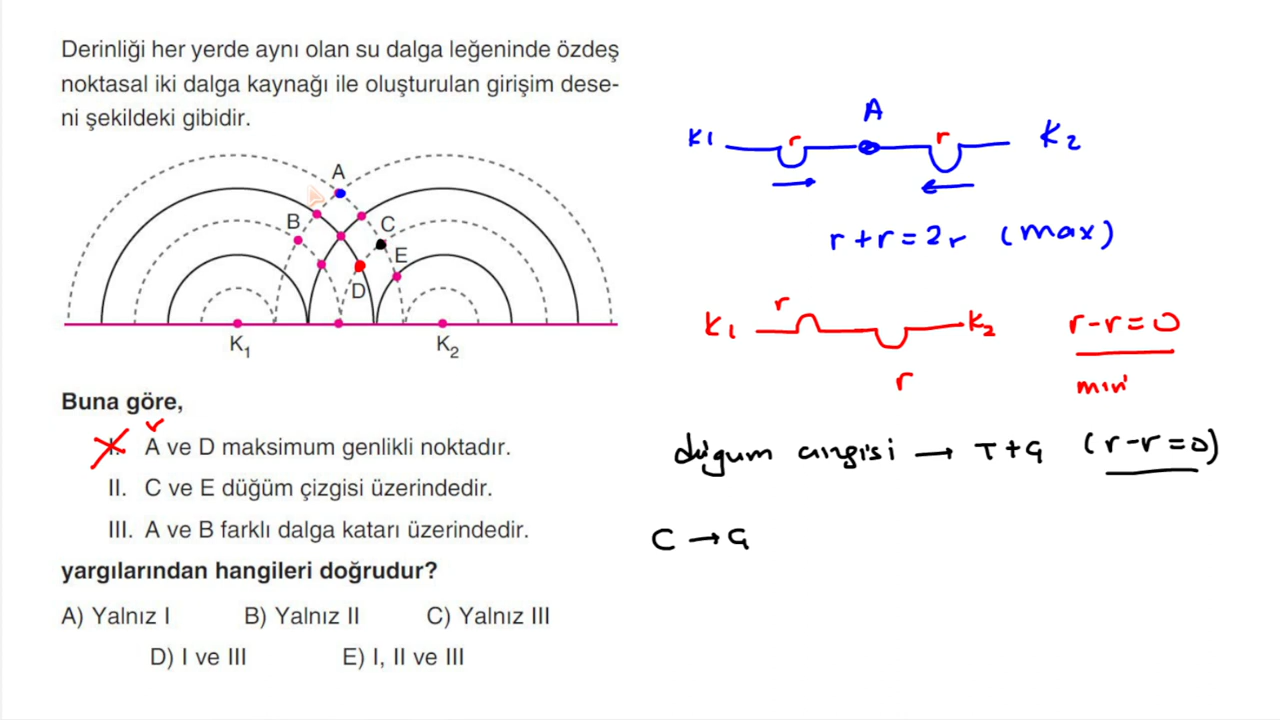 Derinliği her yerde aynı olan su dalga leğeninde özdeş
noktasal iki dalga kaynağı ile oluşturulan girişim dese-
ni şekildeki gibidir.
A
B
C
E
D
K1
K2
Buna göre,
I. A ve D maksimum genlikli noktadır.
II. C ve E düğüm çizgisi üzerindedir.
III. A ve B farklı dalga katarı üzerindedir.
yargılarından hangileri doğrudur?
A) Yalnız I B) Yalnız II C) Yalnız III
D) I ve III E) I, II ve III
A
K1 r r K2
r+r=2r (max)
r
K1 K2 r-r=0
r min
düğüm çizgisi → T+Ç (r-r=0)
C → Ç